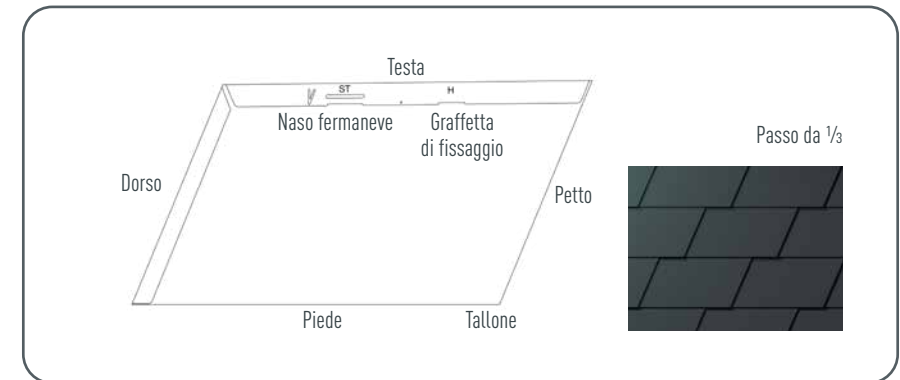 Testa
ST
H
Naso fermaneve
Graffetta
di fissaggio
Passo da 1/3
Dorso
Petto
Piede
Tallone